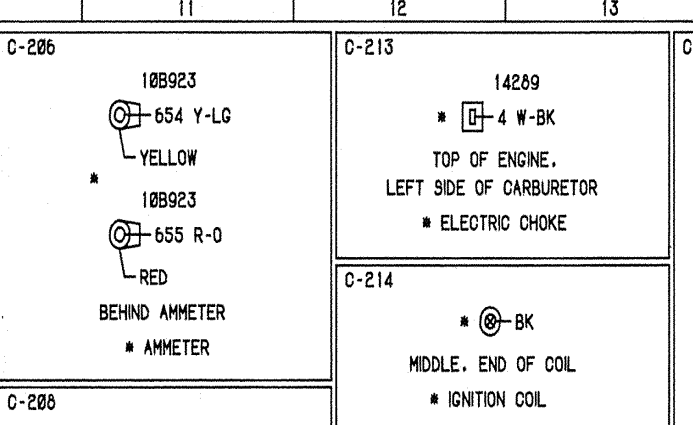 11
12
13
C-206
10B923
654 Y-LG
YELLOW
*
10B923
655 R-O
RED
BEHIND AMMETER
* AMMETER
C-208
C-213
14289
* 4 W-BK
TOP OF ENGINE.
LEFT SIDE OF CARBURETOR
* ELECTRIC CHOKE
C-214
* BK
MIDDLE. END OF COIL
* IGNITION COIL
C